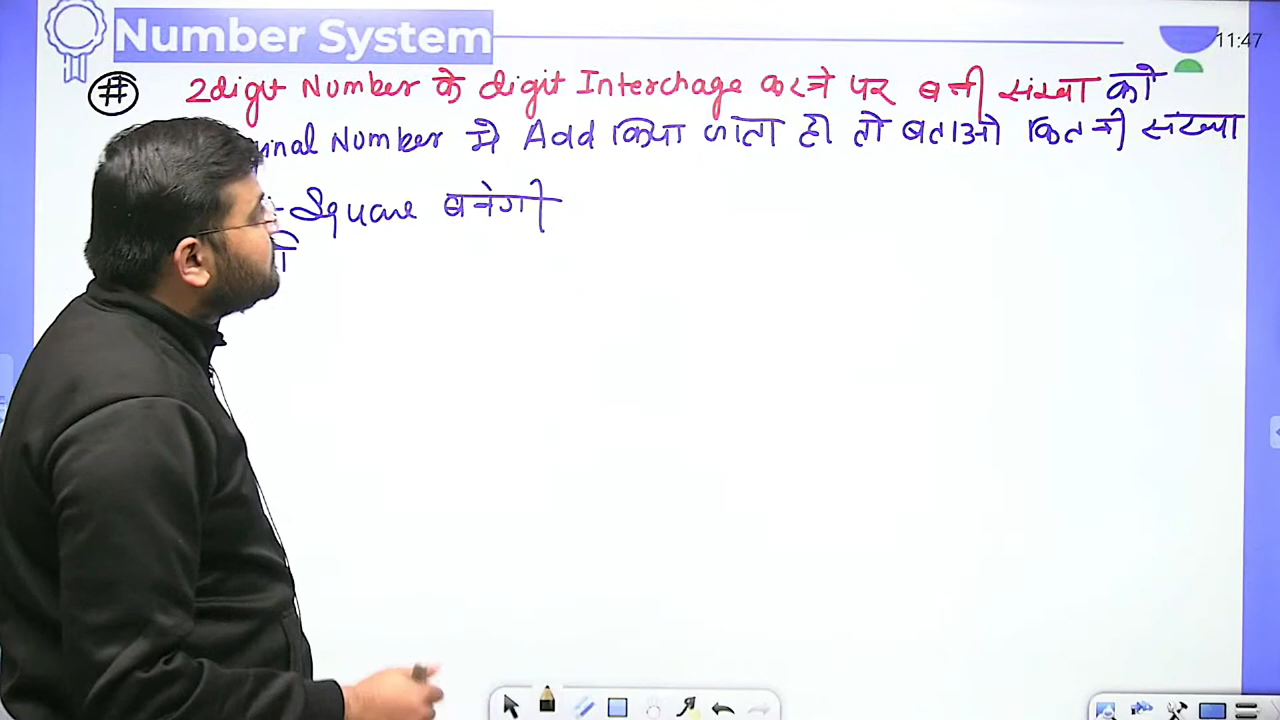 Number System
11:47
# 2digit Number के digit Interchage करने पर बनी संख्या को
Number में Add किया जाता है तो बताओ कितनी संख्या
Square बनेगी